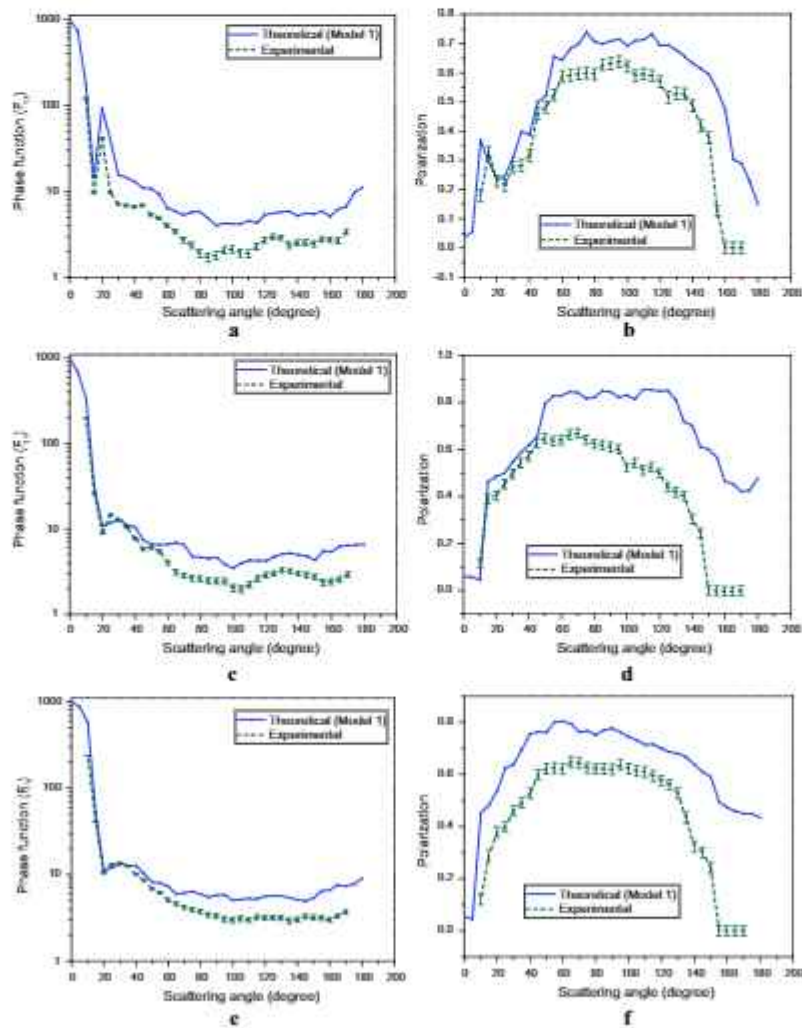 Theoretical (Model 1)
Experimental
Phase function (P₁₁)
1000
100
10
1
0 20 40 60 80 100 120 140 160 180 200
Scattering angle (degree)
a
Polarization
0.8
0.7
0.6
0.5
0.4
0.3
0.2
0.1
0.0
-0.1
Theoretical (Model 1)
Experimental
0 20 40 60 80 100 120 140 160 180 200
Scattering angle (degree)
b
Theoretical (Model 1)
Experimental
1000
100
10
1
0 20 40 60 80 100 120 140 160 180 200
Scattering angle (degree)
c
Polarization
1.0
0.8
0.6
0.4
0.2
0.0
Theoretical (Model 1)
Experimental
0 20 40 60 80 100 120 140 160 180 200
Scattering angle (degree)
d
Theoretical (Model 1)
Experimental
1000
100
10
1
0 20 40 60 80 100 120 140 160 180 200
Scattering angle (degree)
e
Polarization
0.8
0.6
0.4
0.2
0.0
Theoretical (Model 1)
Experimental
0 20 40 60 80 100 120 140 160 180 200
Scattering angle (degree)
f